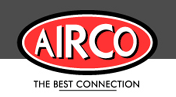 AIRCO
THE BEST CONNECTION